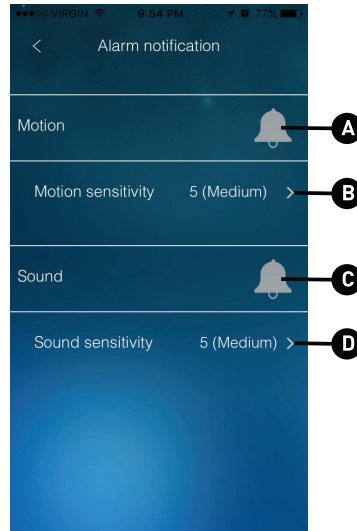 VIRGIN 9:54 PM 77%
Alarm notification
Motion
A
Motion sensitivity 5 (Medium) >
B
Sound
C
Sound sensitivity 5 (Medium) >
D